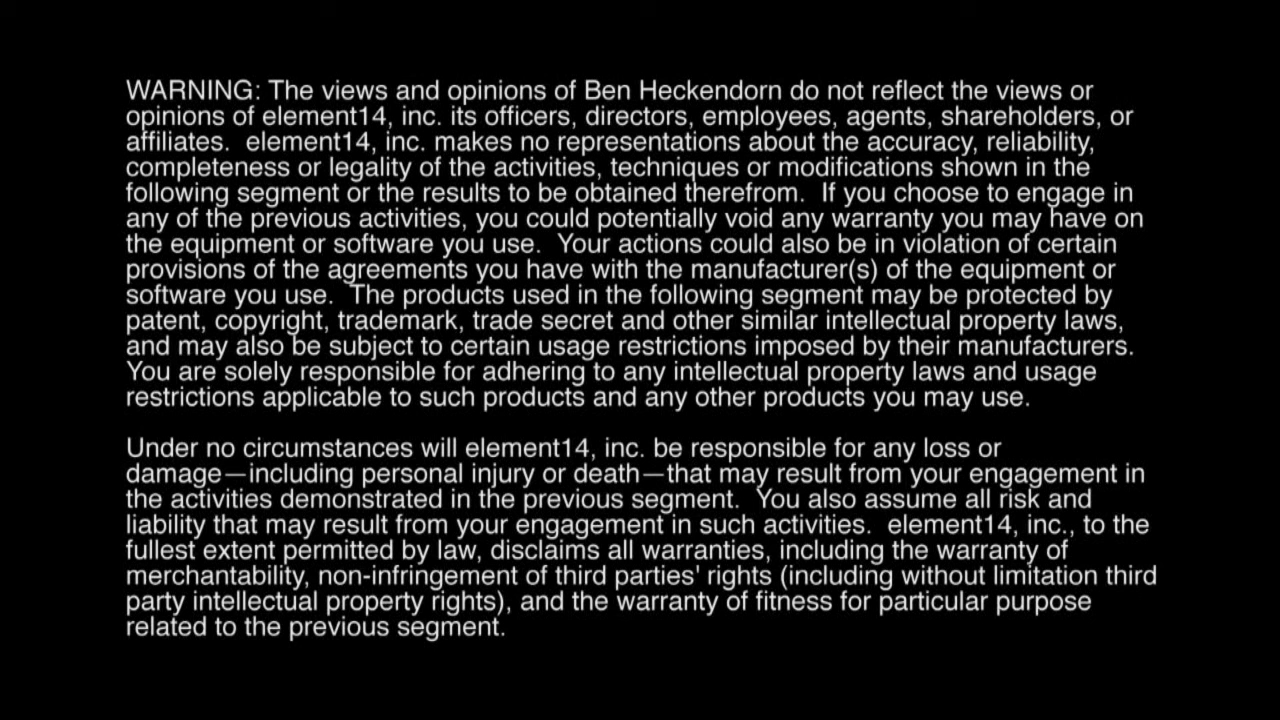 WARNING: The views and opinions of Ben Heckendorn do not reflect the views or
opinions of element14, inc. its officers, directors, employees, agents, shareholders, or
affiliates.  element14, inc. makes no representations about the accuracy, reliability,
completeness or legality of the activities, techniques or modifications shown in the
following segment or the results to be obtained therefrom.  If you choose to engage in
any of the previous activities, you could potentially void any warranty you may have on
the equipment or software you use.  Your actions could also be in violation of certain
provisions of the agreements you have with the manufacturer(s) of the equipment or
software you use.  The products used in the following segment may be protected by
patent, copyright, trademark, trade secret and other similar intellectual property laws,
and may also be subject to certain usage restrictions imposed by their manufacturers.
You are solely responsible for adhering to any intellectual property laws and usage
restrictions applicable to such products and any other products you may use.
Under no circumstances will element14, inc. be responsible for any loss or
damage—including personal injury or death—that may result from your engagement in
the activities demonstrated in the previous segment.  You also assume all risk and
liability that may result from your engagement in such activities.  element14, inc., to the
fullest extent permitted by law, disclaims all warranties, including the warranty of
merchantability, non-infringement of third parties' rights (including without limitation third
party intellectual property rights), and the warranty of fitness for particular purpose
related to the previous segment.